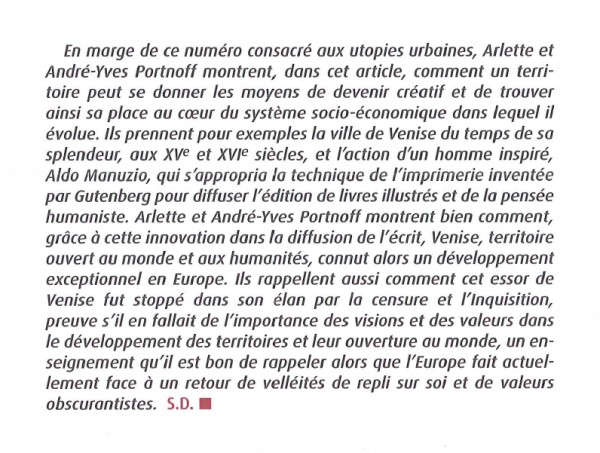 En marge de ce numéro consacré aux utopies urbaines, Arlette et
André-Yves Portnoff montrent, dans cet article, comment un terri-
toire peut se donner les moyens de devenir créatif et de trouver
ainsi sa place au cœur du système socio-économique dans lequel il
évolue. Ils prennent pour exemples la ville de Venise du temps de sa
splendeur, aux XVe et XVIe siècles, et l'action d'un homme inspiré,
Aldo Manuzio, qui s'appropria la technique de l'imprimerie inventée
par Gutenberg pour diffuser l'édition de livres illustrés et de la pensée
humaniste. Arlette et André-Yves Portnoff montrent bien comment,
grâce à cette innovation dans la diffusion de l'écrit, Venise, territoire
ouvert au monde et aux humanités, connut alors un développement
exceptionnel en Europe. Ils rappellent aussi comment cet essor de
Venise fut stoppé dans son élan par la censure et l'Inquisition,
preuve s'il en fallait de l'importance des visions et des valeurs dans
le développement des territoires et leur ouverture au monde, un en-
seignement qu'il est bon de rappeler alors que l'Europe fait actuel-
lement face à un retour de velléités de repli sur soi et de valeurs
obscurantistes. S.D. ■